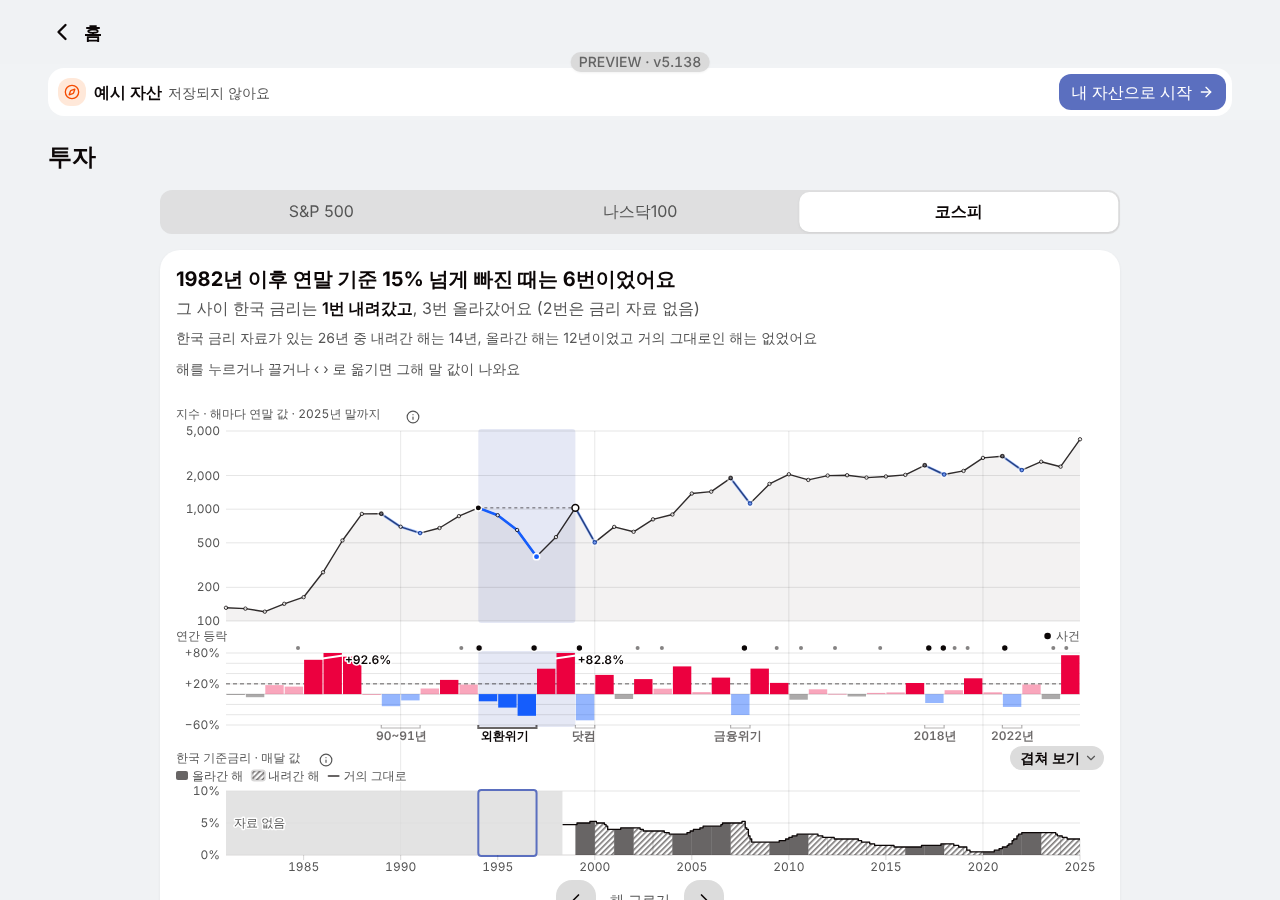 홈
PREVIEW · v5.138
예시 자산 저장되지 않아요
내 자산으로 시작 →
투자
S&P 500
나스닥100
코스피
1982년 이후 연말 기준 15% 넘게 빠진 때는 6번이었어요
그 사이 한국 금리는 1번 내려갔고, 3번 올라갔어요 (2번은 금리 자료 없음)
한국 금리 자료가 있는 26년 중 내려간 해는 14년, 올라간 해는 12년이었고 거의 그대로인 해는 없었어요
해를 누르거나 끌거나 ‹ › 로 옮기면 그해 말 값이 나와요
지수 · 해마다 연말 값 · 2025년 말까지
5,000
2,000
1,000
500
200
100
연간 등락
사건
+80%
+92.6%
+82.8%
+20%
−60%
90~91년
외환위기
닷컴
금융위기
2018년
2022년
한국 기준금리 · 매달 값
겹쳐 보기
올라간 해
내려간 해
거의 그대로
10%
자료 없음
5%
0%
1985
1990
1995
2000
2005
2010
2015
2020
2025